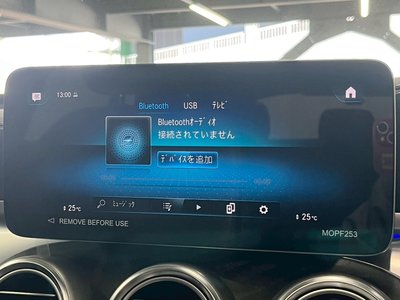 13:00
Bluetooth USB テレビ
Bluetoothオーディオ
接続されていません
デバイスを追加
ミュージック
25℃
25℃
REMOVE BEFORE USE
MOPF253